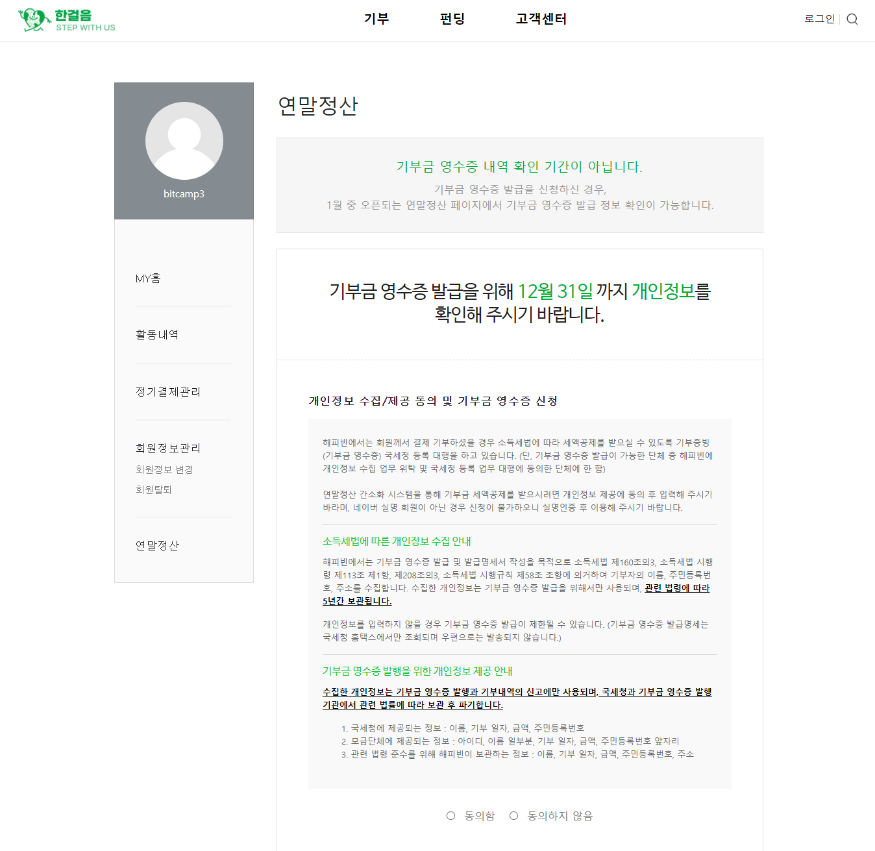 한걸음
STEP WITH US
기부
펀딩
고객센터
로그인
bitcamp3
MY홈
활동내역
정기결제관리
회원정보관리
회원정보 변경
회원탈퇴
연말정산
연말정산
기부금 영수증 내역 확인 기간이 아닙니다.
기부금 영수증 발급을 신청하신 경우,
1월 중 오픈되는 연말정산 페이지에서 기부금 영수증 발급 정보 확인이 가능합니다.
기부금 영수증 발급을 위해 12월 31일 까지 개인정보를
확인해 주시기 바랍니다.
개인정보 수집/제공 동의 및 기부금 영수증 신청
해피빈에서는 회원께서 결제 기부하셨을 경우 소득세법에 따라 세액공제를 받으실 수 있도록 기부증빙
(기부금 영수증) 국세청 등록 대행을 하고 있습니다. (단, 기부금 영수증 발급이 가능한 단체 중 해피빈에
개인정보 수집 업무 위탁 및 국세청 등록 업무 대행에 동의한 단체에 한 함)
연말정산 간소화 시스템을 통해 기부금 세액공제를 받으시려면 개인정보 제공에 동의 후 입력해 주시기
바라며, 네이버 실명 회원이 아닌 경우 신청이 불가하오니 실명인증 후 이용해 주시기 바랍니다.
소득세법에 따른 개인정보 수집 안내
해피빈에서는 기부금 영수증 발급 및 발급명세서 작성을 목적으로 소득세법 제160조의3, 소득세법 시행
령 제113조 제1항, 제208조의3, 소득세법 시행규칙 제58조 조항에 의거하여 기부자의 이름, 주민등록번
호, 주소를 수집합니다. 수집한 개인정보는 기부금 영수증 발급을 위해서만 사용되며, 관련 법령에 따라
5년간 보관됩니다.
개인정보를 입력하지 않을 경우 기부금 영수증 발급이 제한될 수 있습니다. (기부금 영수증 발급명세는
국세청 홈택스에서만 조회되며 우편으로는 발송되지 않습니다.)
기부금 영수증 발행을 위한 개인정보 제공 안내
수집한 개인정보는 기부금 영수증 발행과 기부내역의 신고에만 사용되며, 국세청과 기부금 영수증 발행
기관에서 관련 법률에 따라 보관 후 파기합니다.
1. 국세청에 제공되는 정보 : 이름, 기부 일자, 금액, 주민등록번호
2. 모금단체에 제공되는 정보 : 아이디, 이름 일부분, 기부 일자, 금액, 주민등록번호 앞자리
3. 관련 법령 준수를 위해 해피빈이 보관하는 정보 : 이름, 기부 일자, 금액, 주민등록번호, 주소
동의함
동의하지 않음